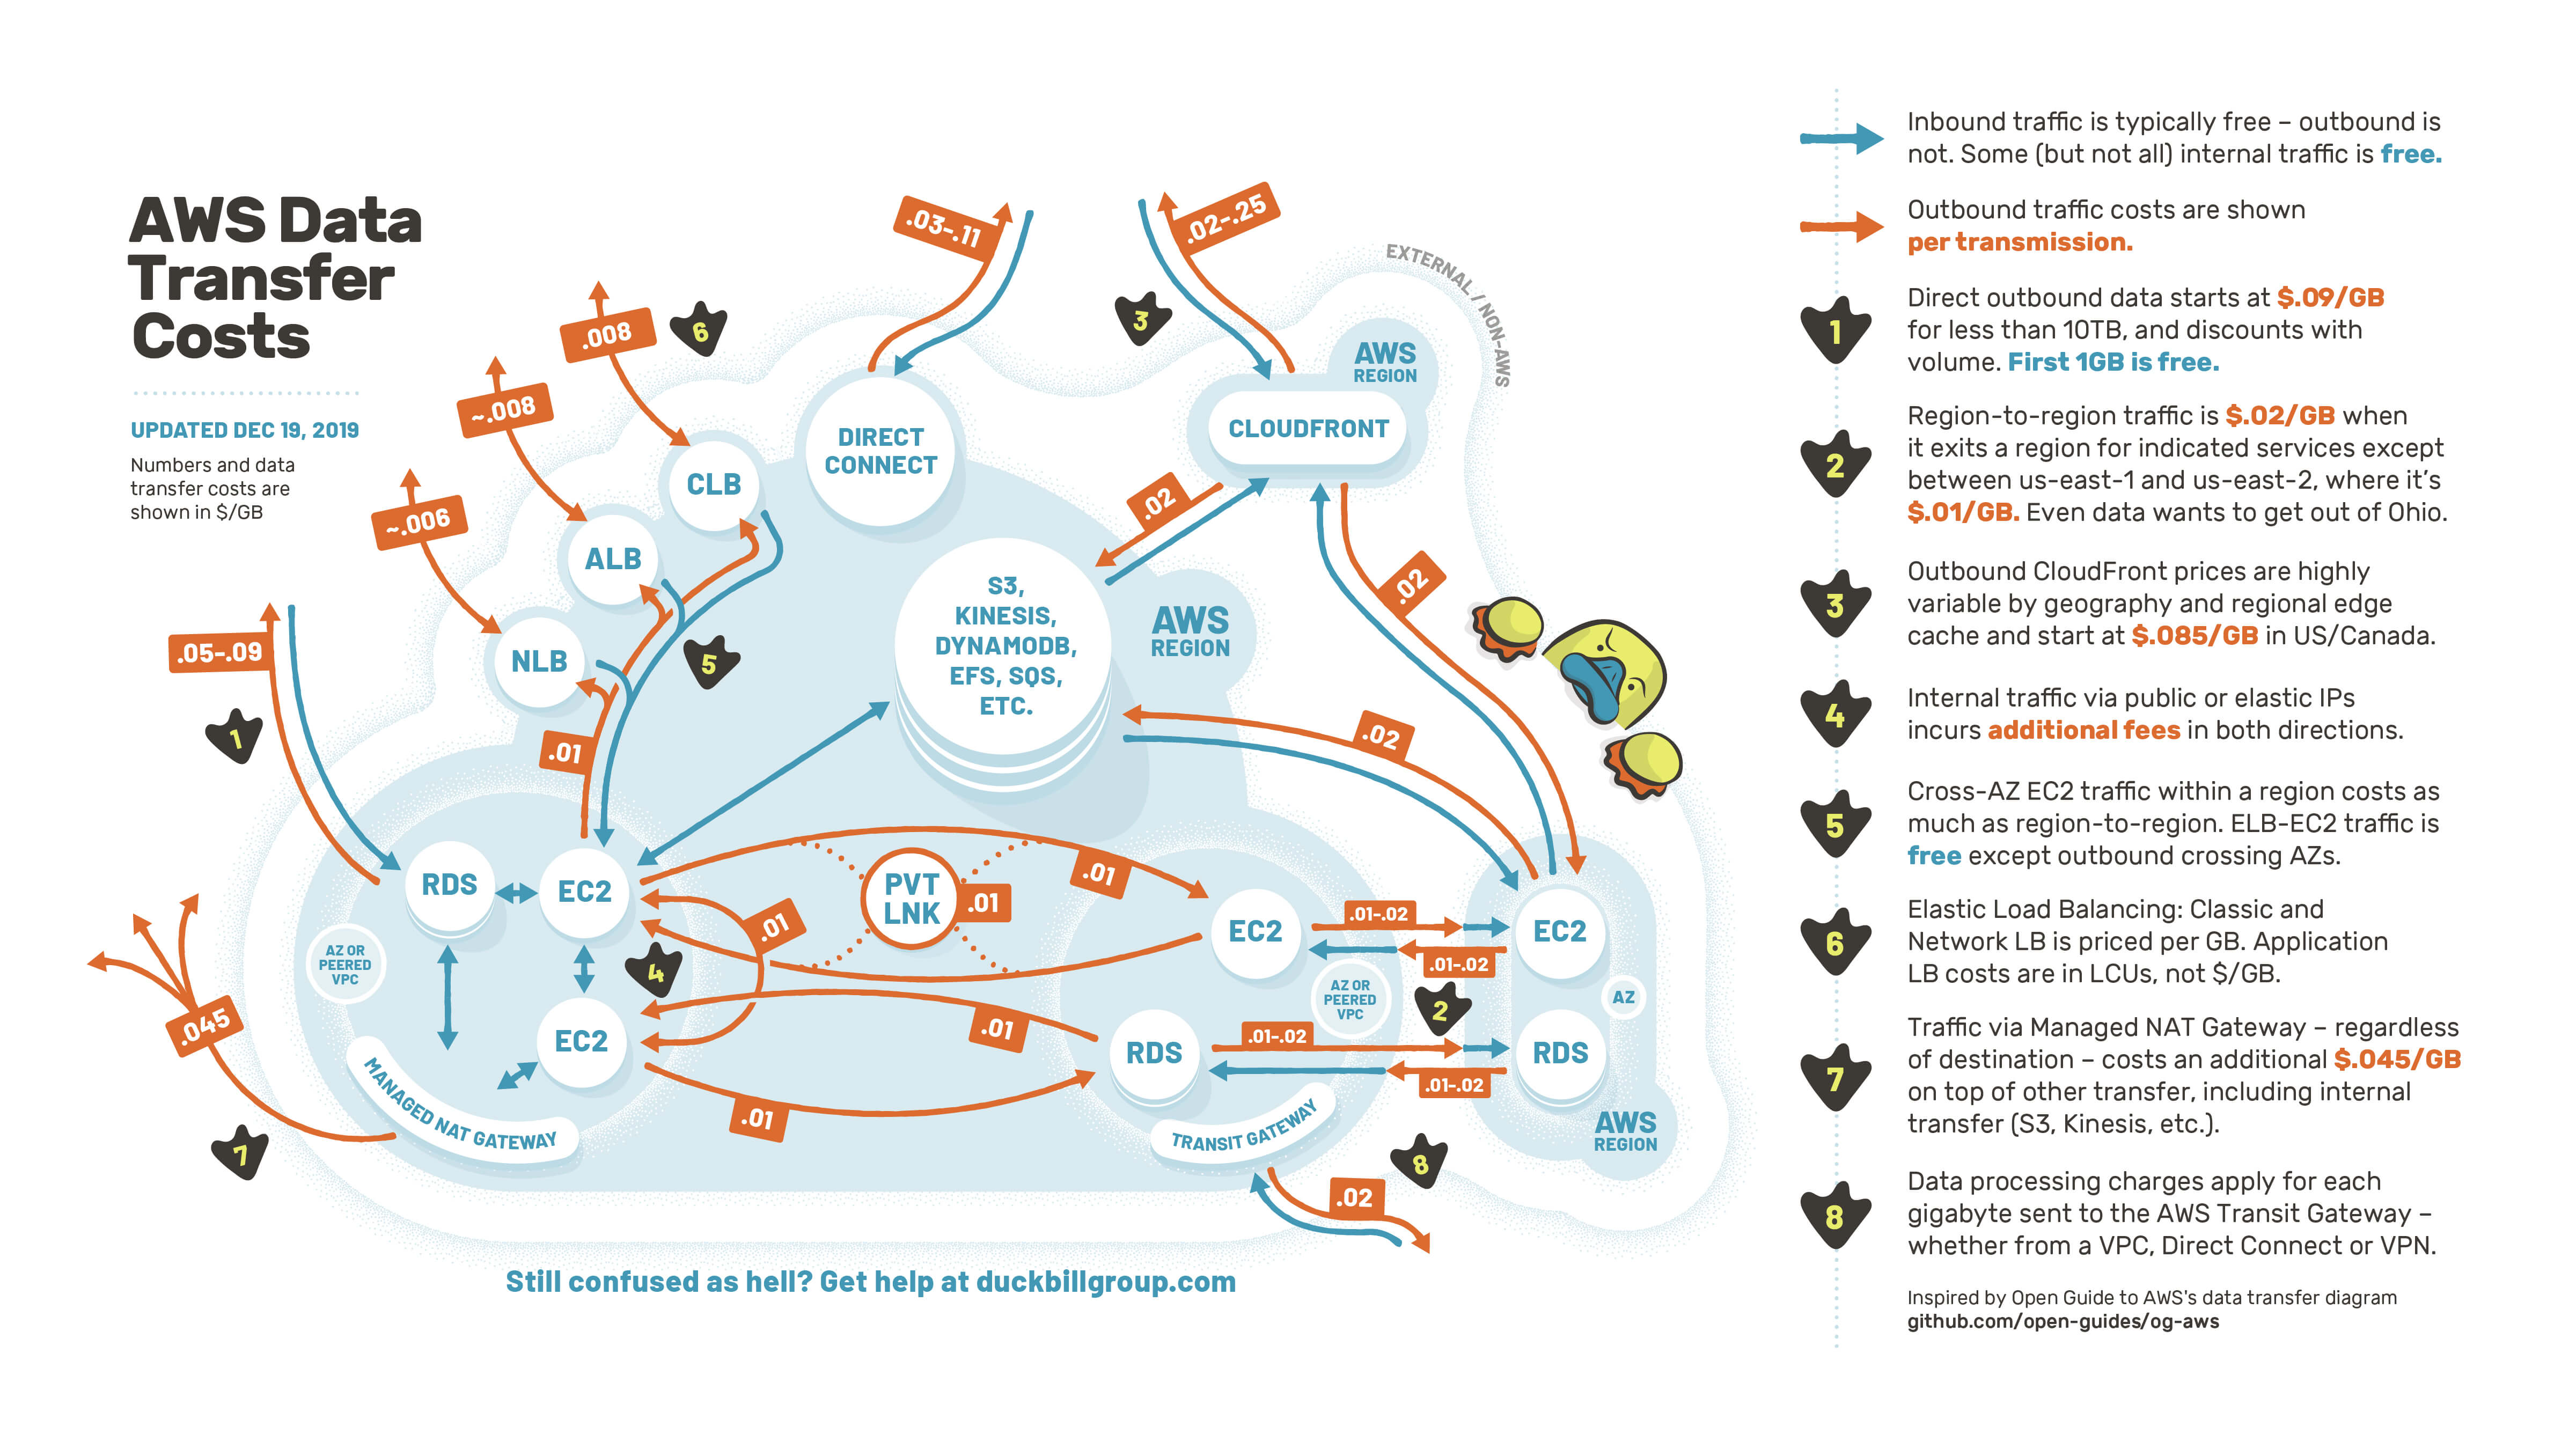 AWS Data
Transfer
Costs
UPDATED DEC 19, 2019
Numbers and data
transfer costs are
shown in $/GB
.03-.11
.02-.25
EXTERNAL / NON-AWS
.008
6
3
~.008
~.006
AWS
REGION
CLOUDFRONT
DIRECT
CONNECT
CLB
ALB
NLB
.02
.02
S3,
KINESIS,
DYNAMODB,
EFS, SQS,
ETC.
AWS
REGION
.05-.09
1
5
.01
.02
RDS
EC2
PVT
LNK
.01
.01
.01
AZ OR
PEERED
VPC
4
EC2
.01-.02
EC2
.01-.02
AZ OR
PEERED
VPC
2
AZ
.045
EC2
.01
RDS
.01-.02
RDS
.01-.02
MANAGED NAT GATEWAY
.01
TRANSIT GATEWAY
AWS
REGION
7
8
.02
Still confused as hell? Get help at duckbillgroup.com
Inbound traffic is typically free – outbound is
not. Some (but not all) internal traffic is free.
Outbound traffic costs are shown
per transmission.
1
Direct outbound data starts at $.09/GB
for less than 10TB, and discounts with
volume. First 1GB is free.
2
Region-to-region traffic is $.02/GB when
it exits a region for indicated services except
between us-east-1 and us-east-2, where it's
$.01/GB. Even data wants to get out of Ohio.
3
Outbound CloudFront prices are highly
variable by geography and regional edge
cache and start at $.085/GB in US/Canada.
4
Internal traffic via public or elastic IPs
incurs additional fees in both directions.
5
Cross-AZ EC2 traffic within a region costs as
much as region-to-region. ELB-EC2 traffic is
free except outbound crossing AZs.
6
Elastic Load Balancing: Classic and
Network LB is priced per GB. Application
LB costs are in LCUs, not $/GB.
7
Traffic via Managed NAT Gateway – regardless
of destination – costs an additional $.045/GB
on top of other transfer, including internal
transfer (S3, Kinesis, etc.).
8
Data processing charges apply for each
gigabyte sent to the AWS Transit Gateway –
whether from a VPC, Direct Connect or VPN.
Inspired by Open Guide to AWS's data transfer diagram
github.com/open-guides/og-aws